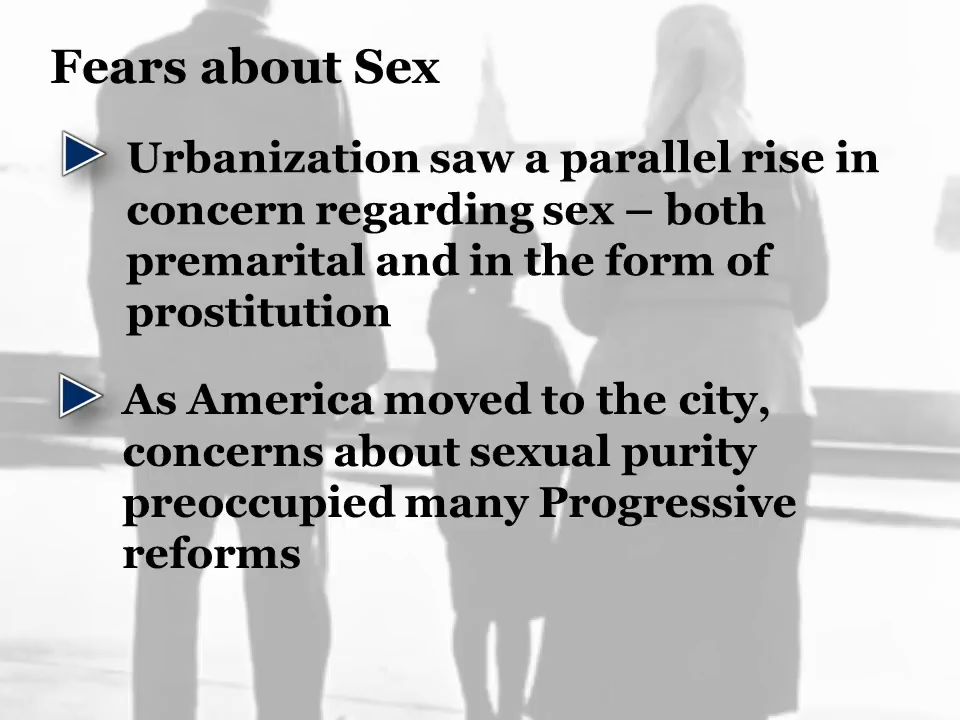 Fears about Sex
Urbanization saw a parallel rise in
concern regarding sex – both
premarital and in the form of
prostitution
As America moved to the city,
concerns about sexual purity
preoccupied many Progressive
reforms